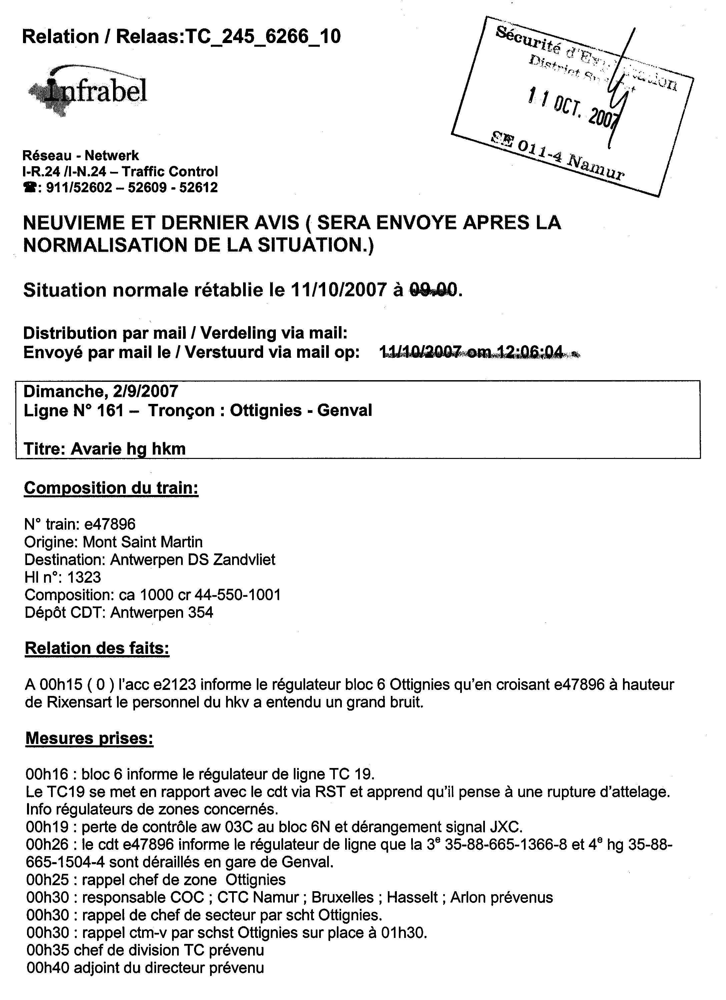 Relation / Relaas:TC_245_6266_10
Sécurité
District
11 OCT. 2007
SE 011-4 Namur
infrabel
Réseau - Netwerk
I-R.24 /I-N.24 – Traffic Control
☎: 911/52602 – 52609 - 52612
NEUVIEME ET DERNIER AVIS ( SERA ENVOYE APRES LA
NORMALISATION DE LA SITUATION.)
Situation normale rétablie le 11/10/2007 à 09.00.
Distribution par mail / Verdeling via mail:
Envoyé par mail le / Verstuurd via mail op: 11/10/2007 om 12:06:04
Dimanche, 2/9/2007
Ligne N° 161 – Tronçon : Ottignies - Genval
Titre: Avarie hg hkm
Composition du train:
N° train: e47896
Origine: Mont Saint Martin
Destination: Antwerpen DS Zandvliet
Hl n°: 1323
Composition: ca 1000 cr 44-550-1001
Dépôt CDT: Antwerpen 354
Relation des faits:
A 00h15 ( 0 ) l'acc e2123 informe le régulateur bloc 6 Ottignies qu'en croisant e47896 à hauteur
de Rixensart le personnel du hkv a entendu un grand bruit.
Mesures prises:
00h16 : bloc 6 informe le régulateur de ligne TC 19.
Le TC19 se met en rapport avec le cdt via RST et apprend qu'il pense à une rupture d'attelage.
Info régulateurs de zones concernés.
00h19 : perte de contrôle aw 03C au bloc 6N et dérangement signal JXC.
00h26 : le cdt e47896 informe le régulateur de ligne que la 3e 35-88-665-1366-8 et 4e hg 35-88-
665-1504-4 sont déraillés en gare de Genval.
00h25 : rappel chef de zone Ottignies
00h30 : responsable COC ; CTC Namur ; Bruxelles ; Hasselt ; Arlon prévenus
00h30 : rappel de chef de secteur par scht Ottignies.
00h30 : rappel ctm-v par schst Ottignies sur place à 01h30.
00h35 chef de division TC prévenu
00h40 adjoint du directeur prévenu